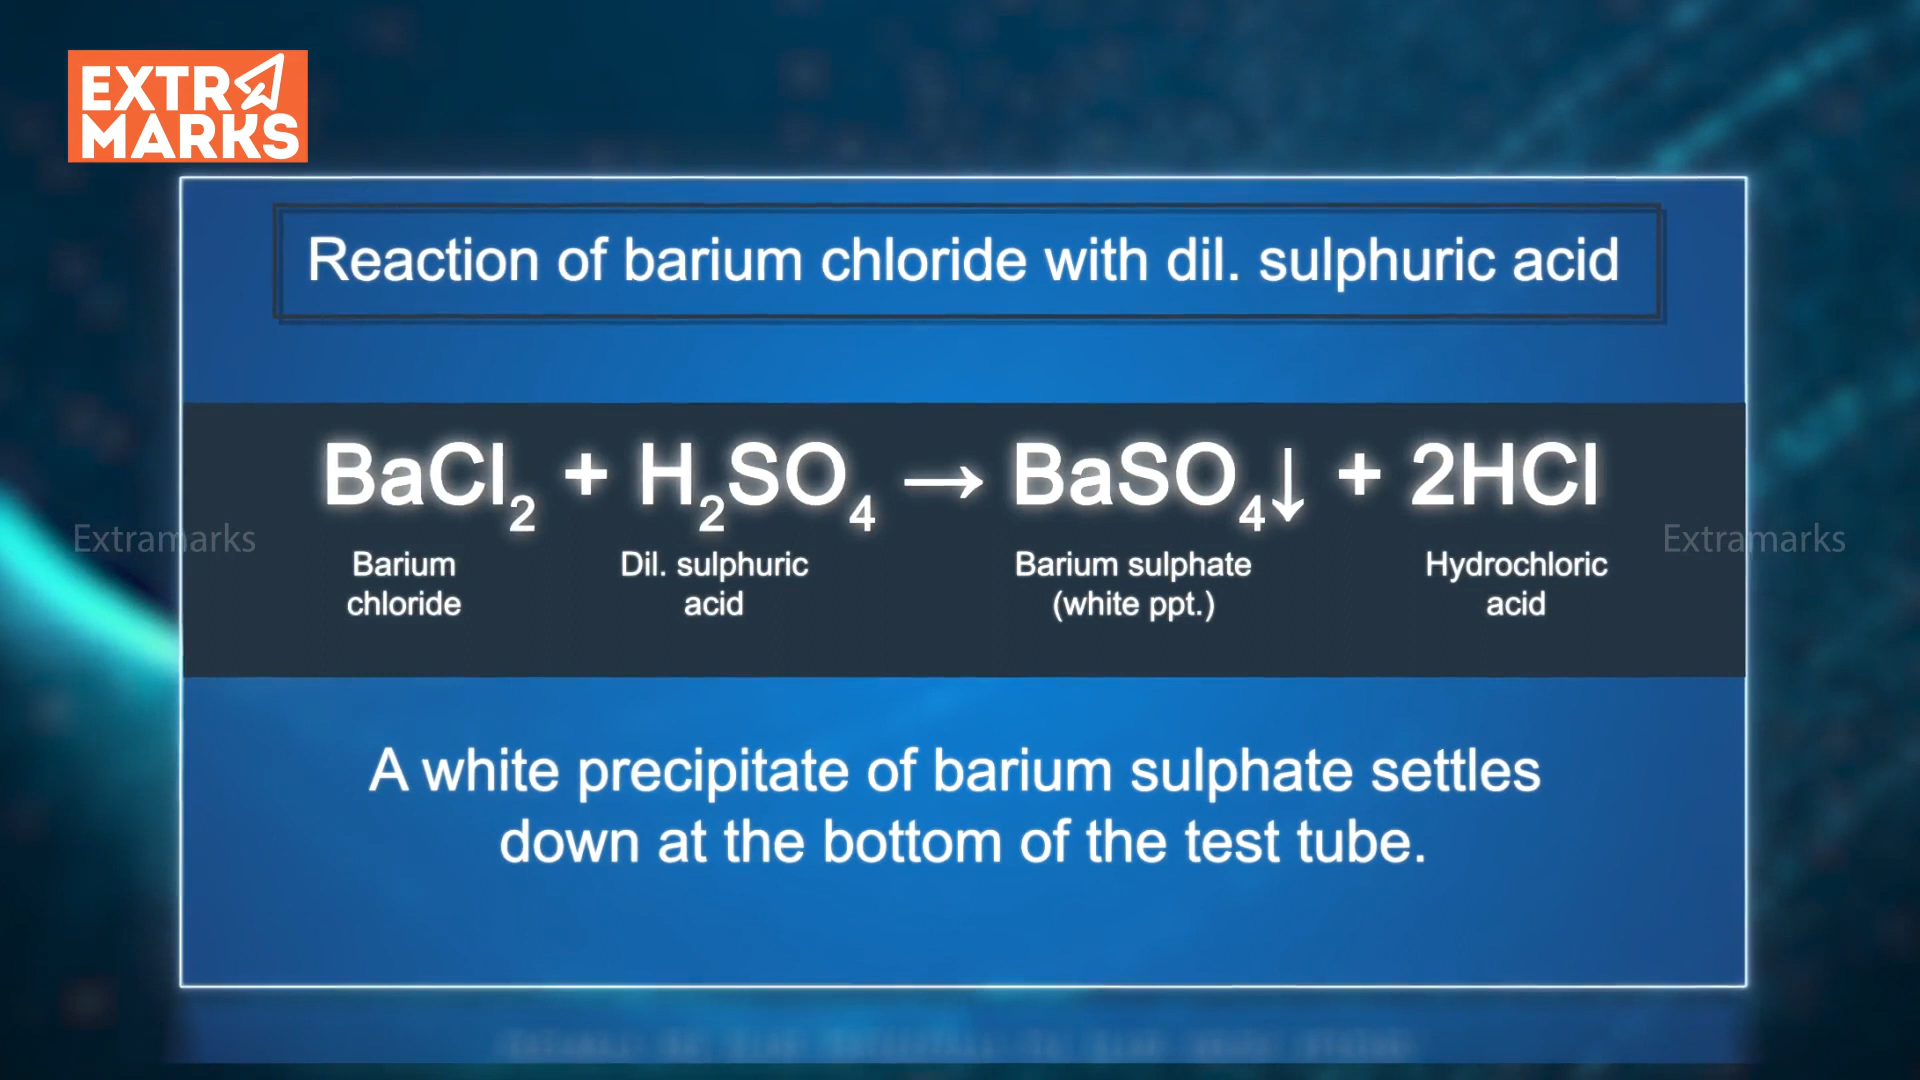 EXTRA
MARKS
Reaction of barium chloride with dil. sulphuric acid
BaCl₂ + H₂SO₄ → BaSO₄↓ + 2HCl
Barium chloride
Dil. sulphuric acid
Barium sulphate (white ppt.)
Hydrochloric acid
Extramarks
Extramarks
A white precipitate of barium sulphate settles
down at the bottom of the test tube.